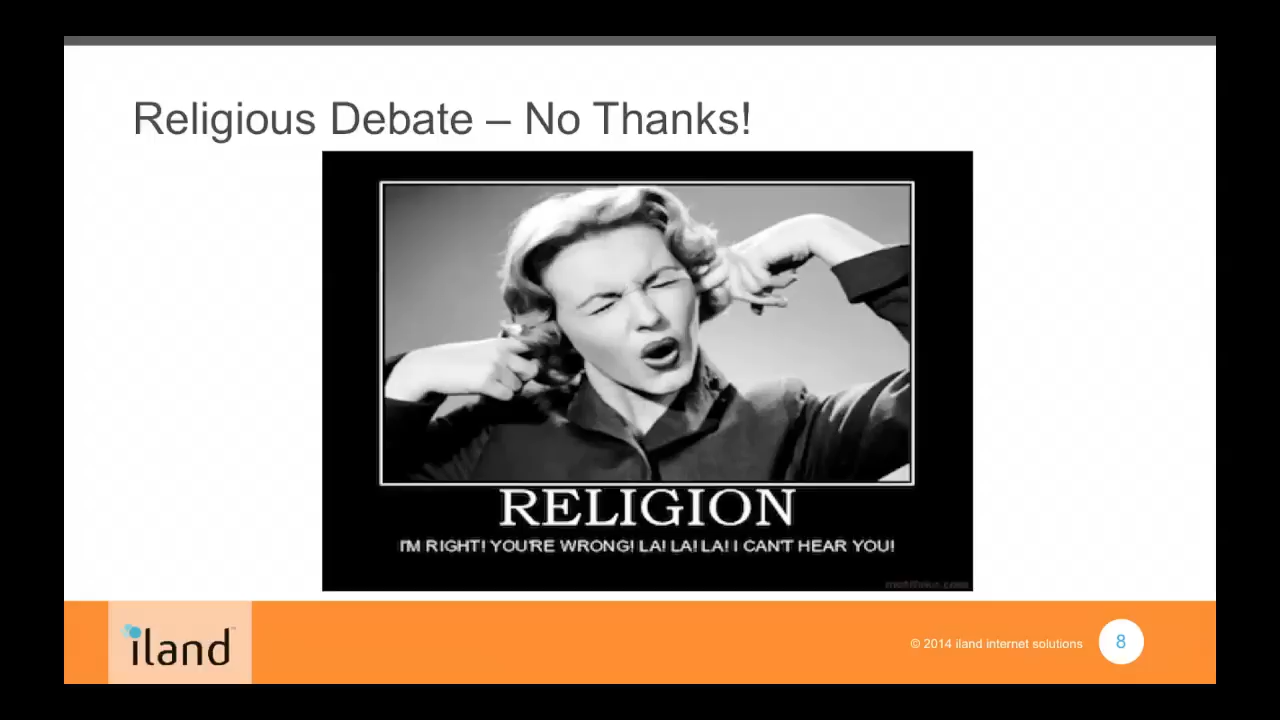 Religious Debate – No Thanks!
RELIGION
I'M RIGHT! YOU'RE WRONG! LA! LA! LA! I CAN'T HEAR YOU!
iland
© 2014 iland internet solutions
8